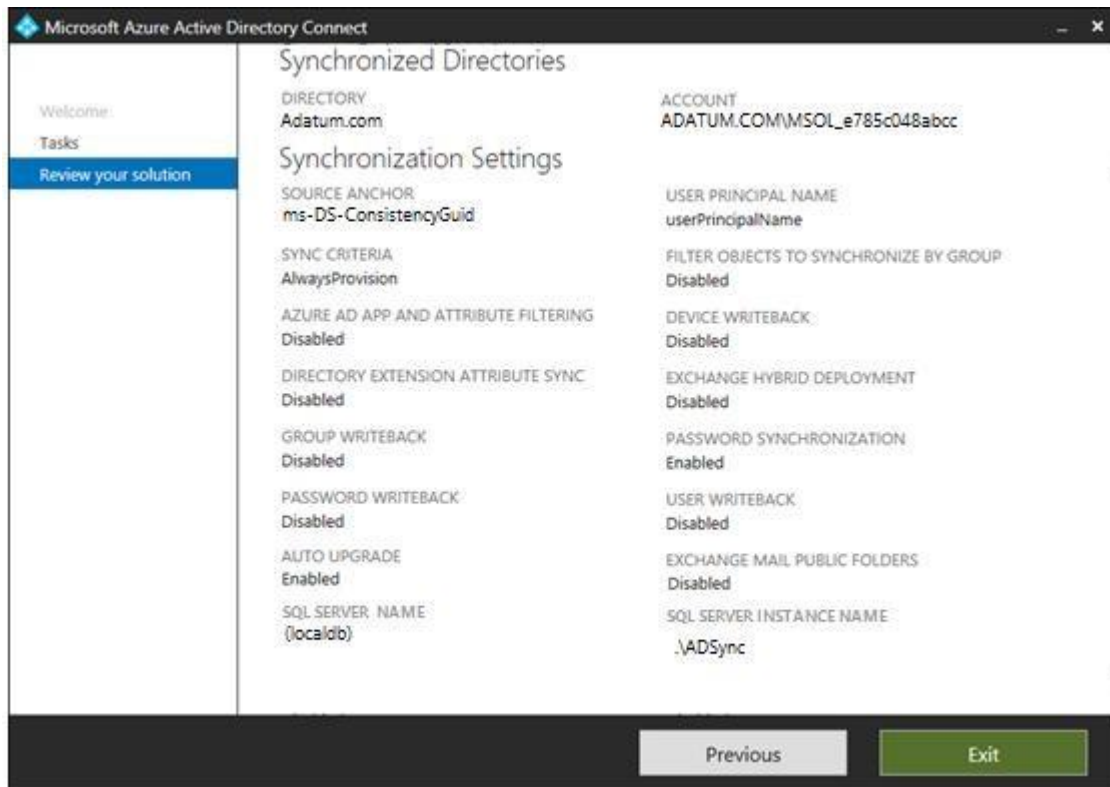 Microsoft Azure Active Directory Connect
Welcome
Tasks
Review your solution
Synchronized Directories
DIRECTORY
Adatum.com
ACCOUNT
ADATUM.COM\MSOL_e785c048abcc
Synchronization Settings
SOURCE ANCHOR
ms-DS-ConsistencyGuid
USER PRINCIPAL NAME
userPrincipalName
SYNC CRITERIA
AlwaysProvision
FILTER OBJECTS TO SYNCHRONIZE BY GROUP
Disabled
AZURE AD APP AND ATTRIBUTE FILTERING
Disabled
DEVICE WRITEBACK
Disabled
DIRECTORY EXTENSION ATTRIBUTE SYNC
Disabled
EXCHANGE HYBRID DEPLOYMENT
Disabled
GROUP WRITEBACK
Disabled
PASSWORD SYNCHRONIZATION
Enabled
PASSWORD WRITEBACK
Disabled
USER WRITEBACK
Disabled
AUTO UPGRADE
Enabled
EXCHANGE MAIL PUBLIC FOLDERS
Disabled
SQL SERVER NAME
(localdb)
SQL SERVER INSTANCE NAME
.\ADSync
Previous
Exit